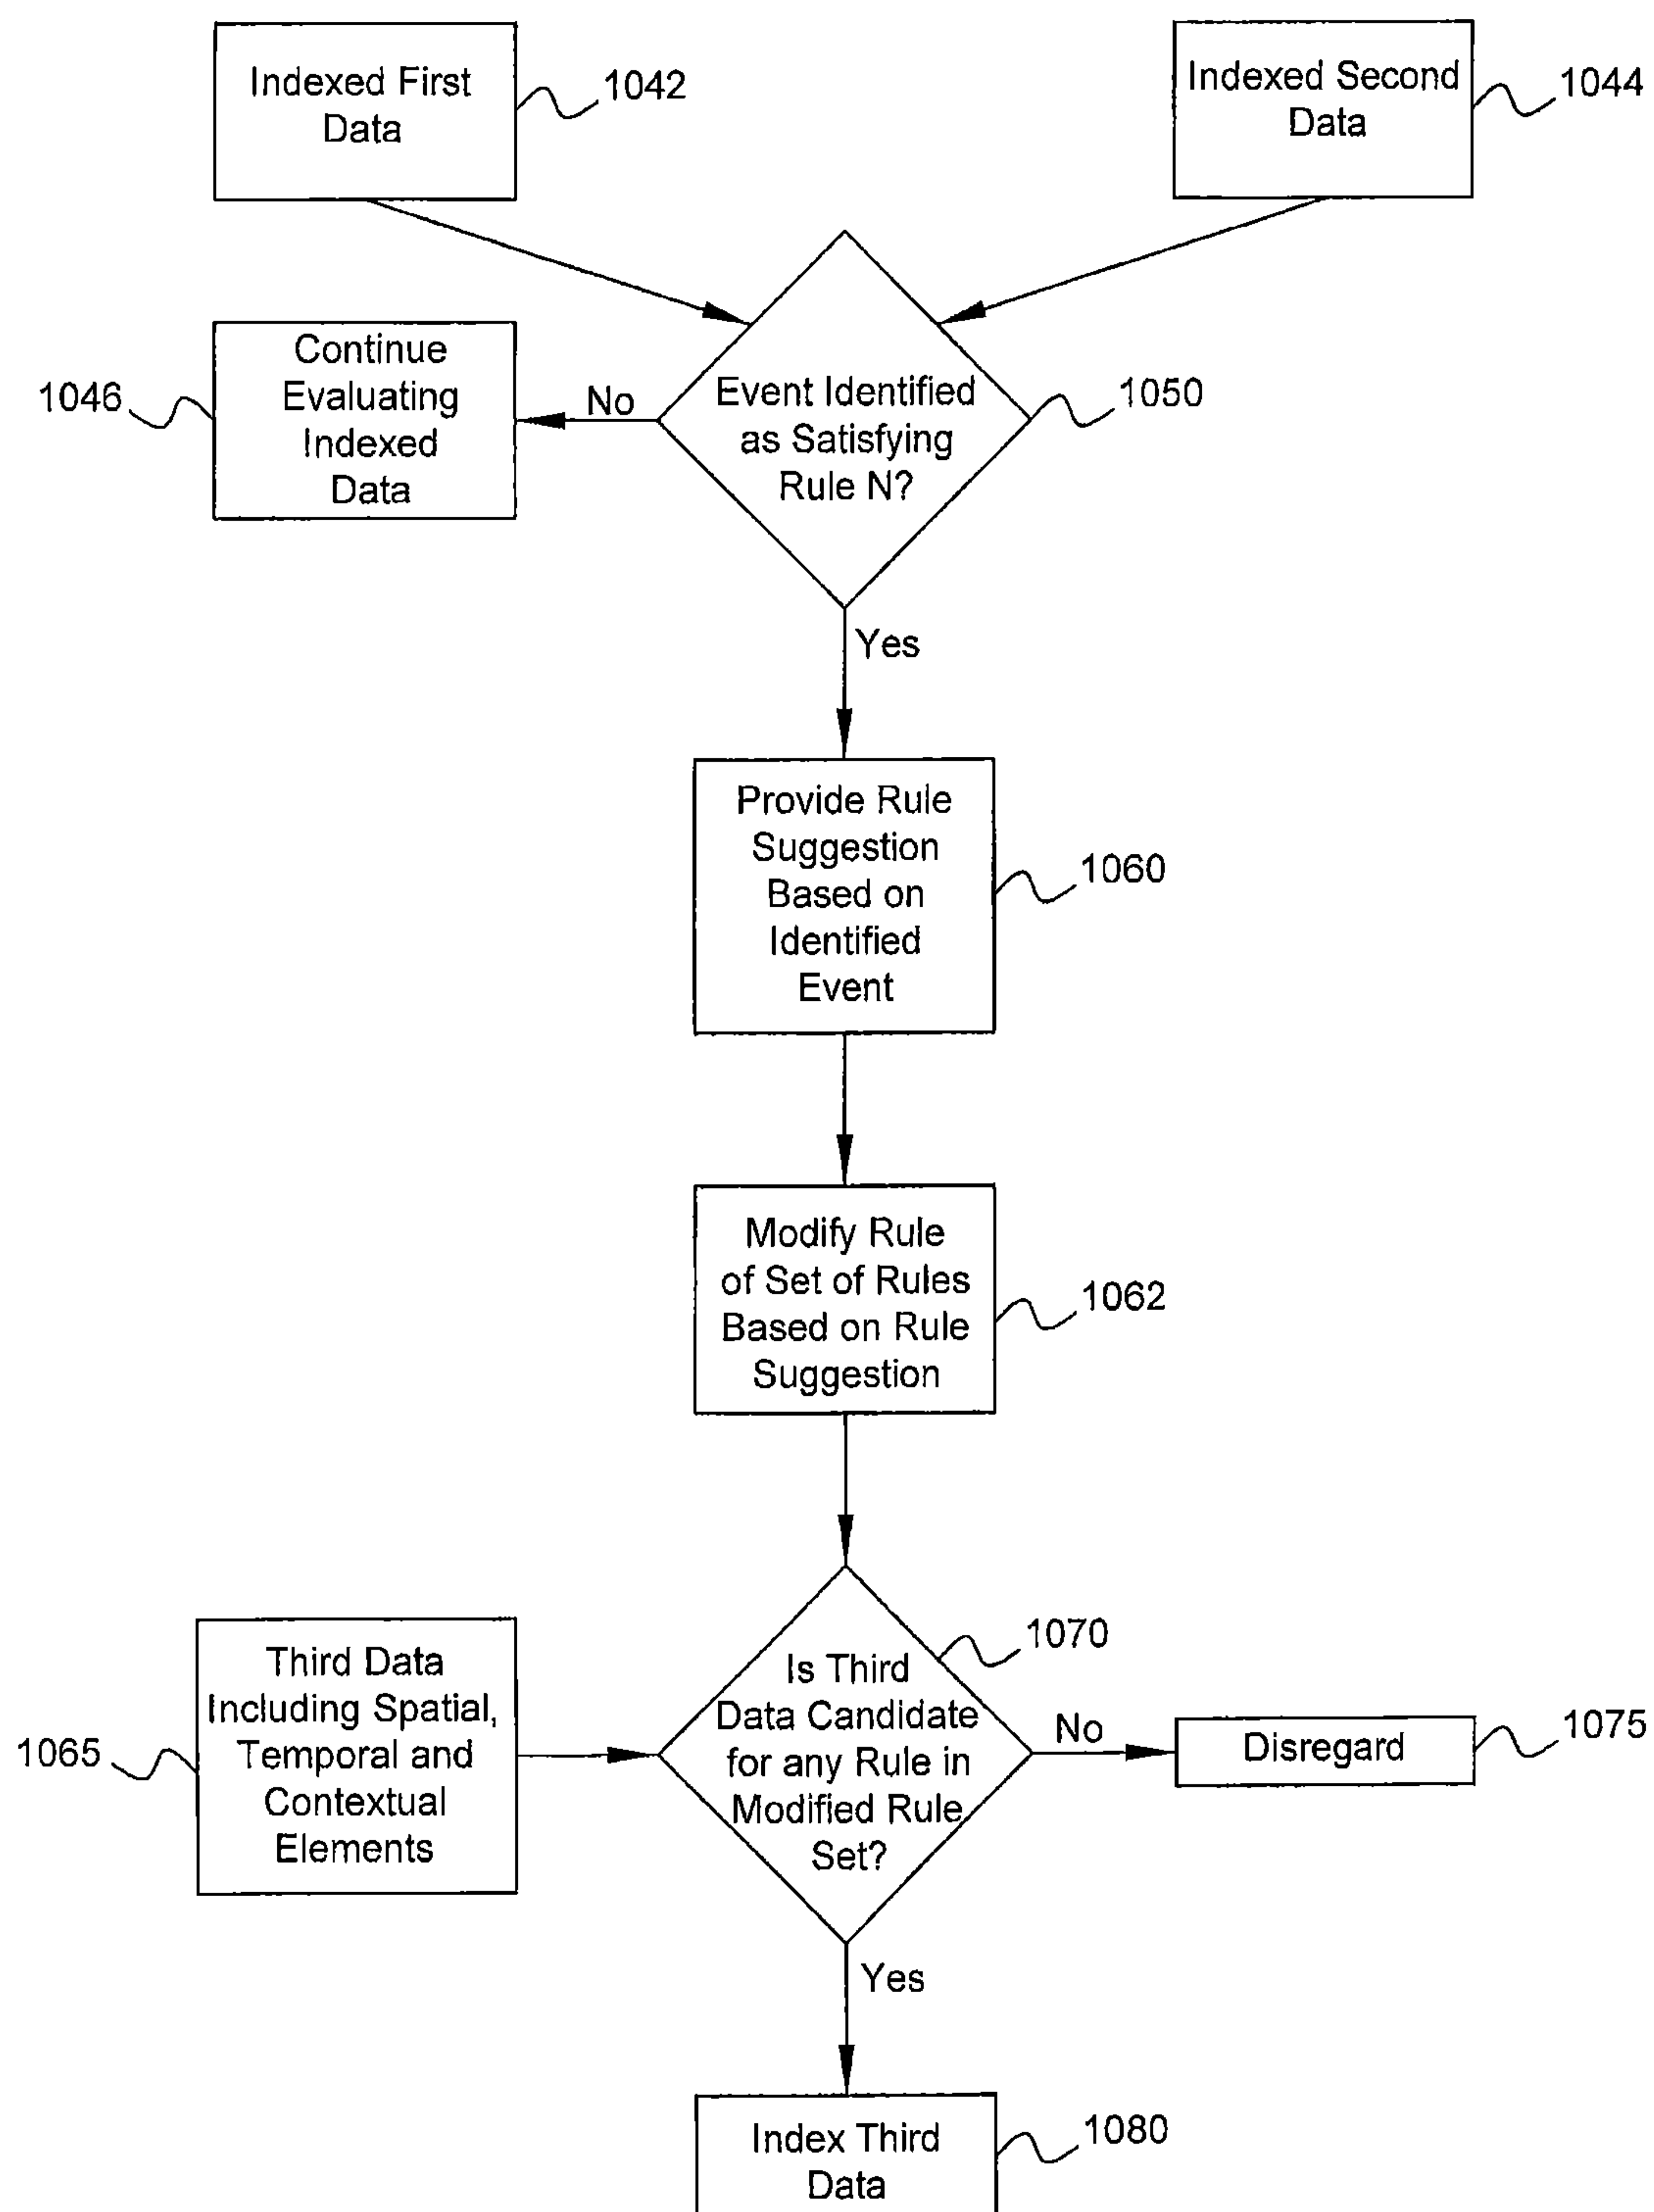 Indexed First
Data
1042
Indexed Second
Data
1044
Continue
Evaluating
Indexed
Data
1046
No
Event Identified
as Satisfying
Rule N?
1050
Yes
Provide Rule
Suggestion
Based on
Identified
Event
1060
Modify Rule
of Set of Rules
Based on Rule
Suggestion
1062
Third Data
Including Spatial,
Temporal and
Contextual
Elements
1065
Is Third
Data Candidate
for any Rule in
Modified Rule
Set?
1070
No
Disregard
1075
Yes
Index Third
Data
1080